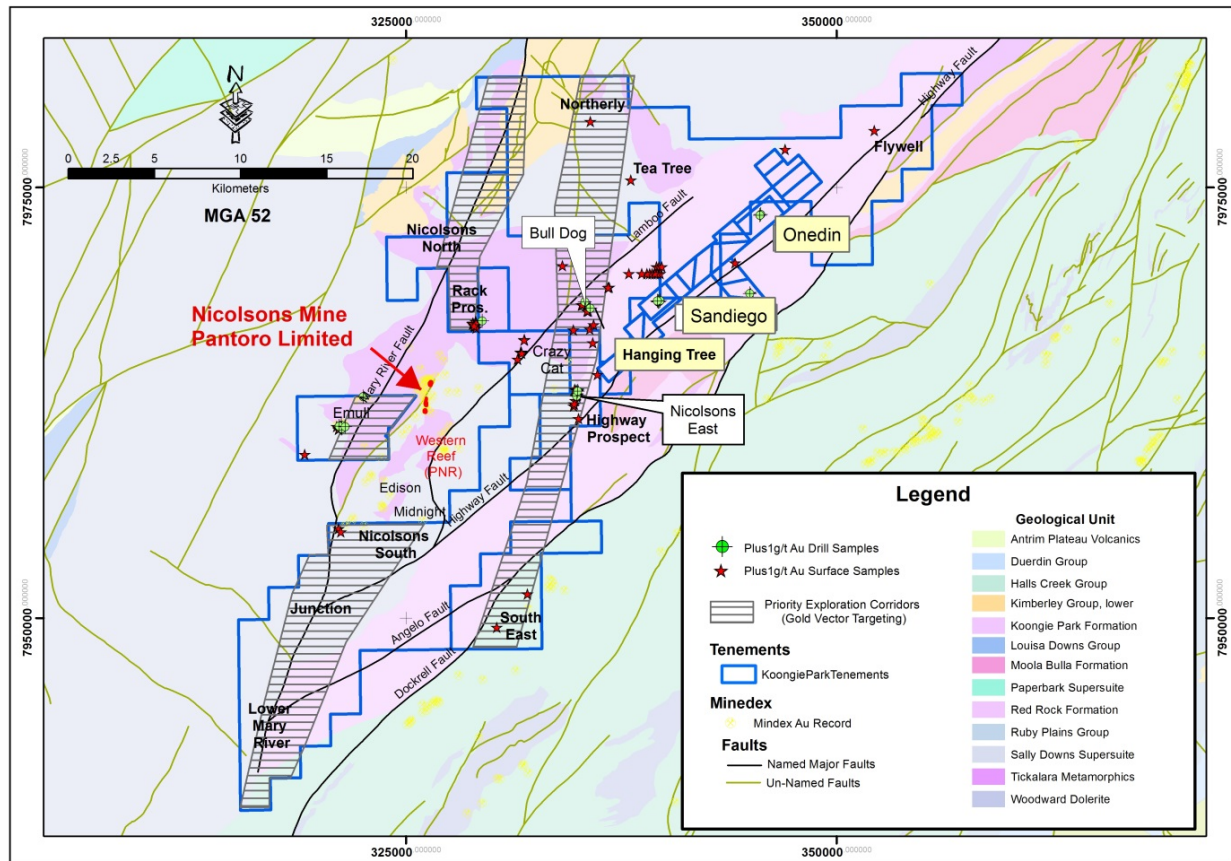 325000.000000
350000.000000
Highway Fault
N
Northerly
Flywell
0 2.5 5 10 15 20
Kilometers
Tea Tree
7975000
7975000
MGA 52
Lamboo Fault
Nicolsons
North
Bull Dog
Onedin
Rack
Pros.
Nicolsons Mine
Pantoro Limited
Sandiego
Mary River Fault
Crazy
Cat
Hanging Tree
Emull
Nicolsons
East
Highway
Prospect
Western
Reef
(PNR)
Edison
Highway Fault
Midnight
Nicolsons
South
Junction
Angelo Fault
South
East
7950000
7950000
Dockrell Fault
Lower
Mary
River
Legend
Plus1g/t Au Drill Samples
Plus1g/t Au Surface Samples
Priority Exploration Corridors
(Gold Vector Targeting)
Tenements
KoongieParkTenements
Minedex
Mindex Au Record
Faults
Named Major Faults
Un-Named Faults
Geological Unit
Antrim Plateau Volcanics
Duerdin Group
Halls Creek Group
Kimberley Group, lower
Koongie Park Formation
Louisa Downs Group
Moola Bulla Formation
Paperbark Supersuite
Red Rock Formation
Ruby Plains Group
Sally Downs Supersuite
Tickalara Metamorphics
Woodward Dolerite
325000.000000
350000.000000